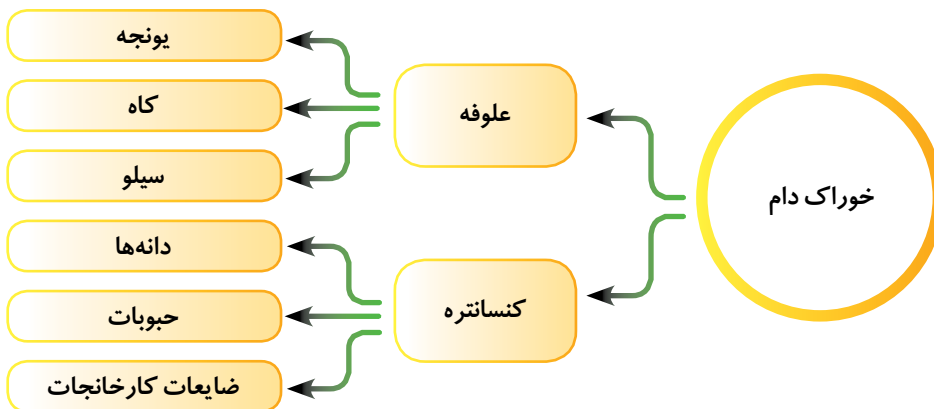 خوراک دام
علوفه
یونجه
کاه
سیلو
کنسانتره
دانه‌ها
حبوبات
ضایعات کارخانجات